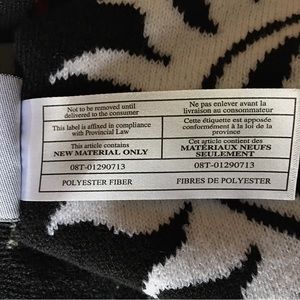 Not to be removed until
delivered to the consumer
This label is affixed in compliance
with Provincial Law
This article contains
NEW MATERIAL ONLY
08T-01290713
POLYESTER FIBER
Ne pas enlever avant la
livraison au consommateur
Cette étiquette est apposée
conformément à la loi de la
province
Cet article contient des
MATÉRIAUX NEUFS
SEULEMENT
08T-01290713
FIBRES DE POLYESTER